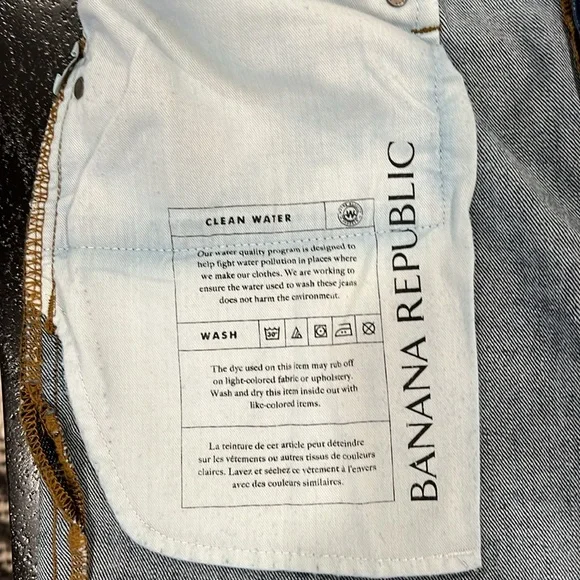 CLEAN WATER
Our water quality program is designed to
help fight water pollution in places where
we make our clothes. We are working to
ensure the water used to wash these jeans
does not harm the environment.
WASH
30°
The dye used on this item may rub off
on light-colored fabric or upholstery.
Wash and dry this item inside out with
like-colored items.
La teinture de cet article peut déteindre
sur les vêtements ou autres tissus de couleurs
claires. Lavez et séchez ce vêtement à l'envers
avec des couleurs similaires.
BANANA REPUBLIC